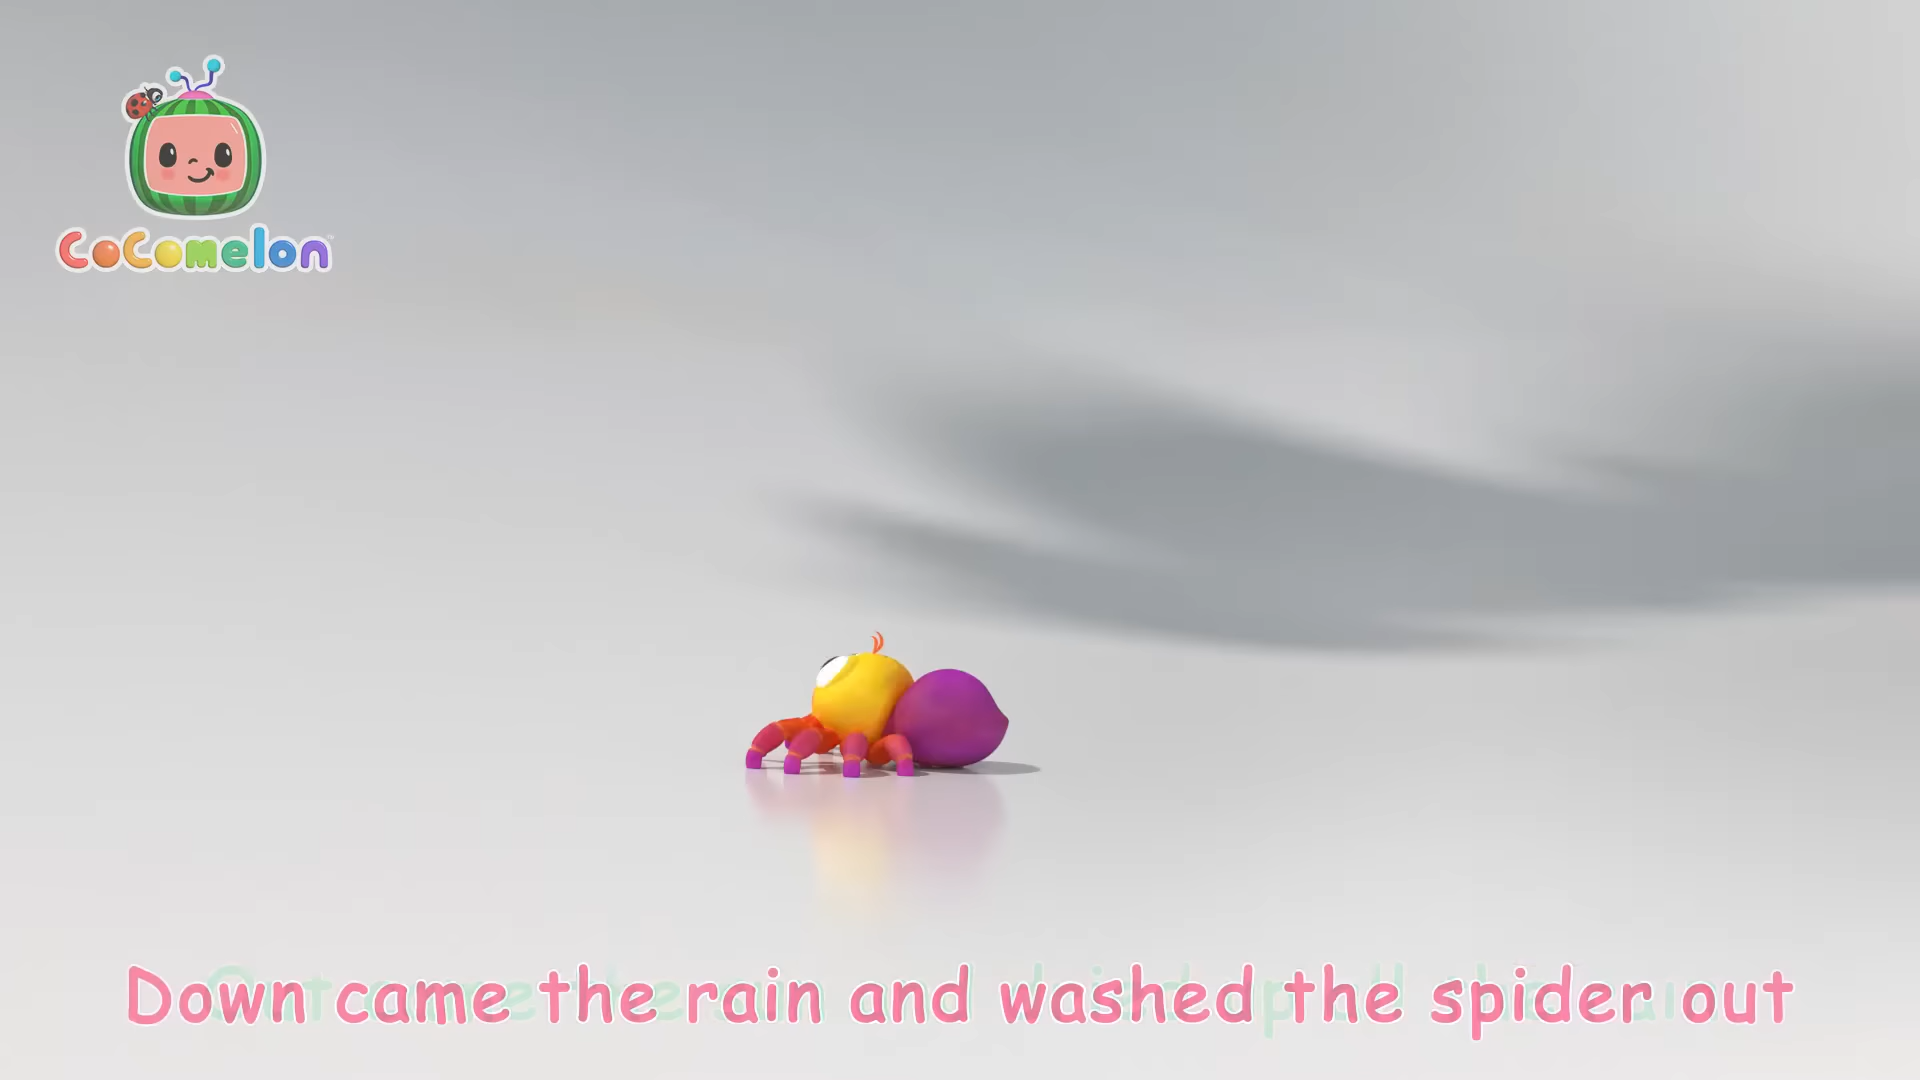 CoComelon
Down came the rain and washed the spider out